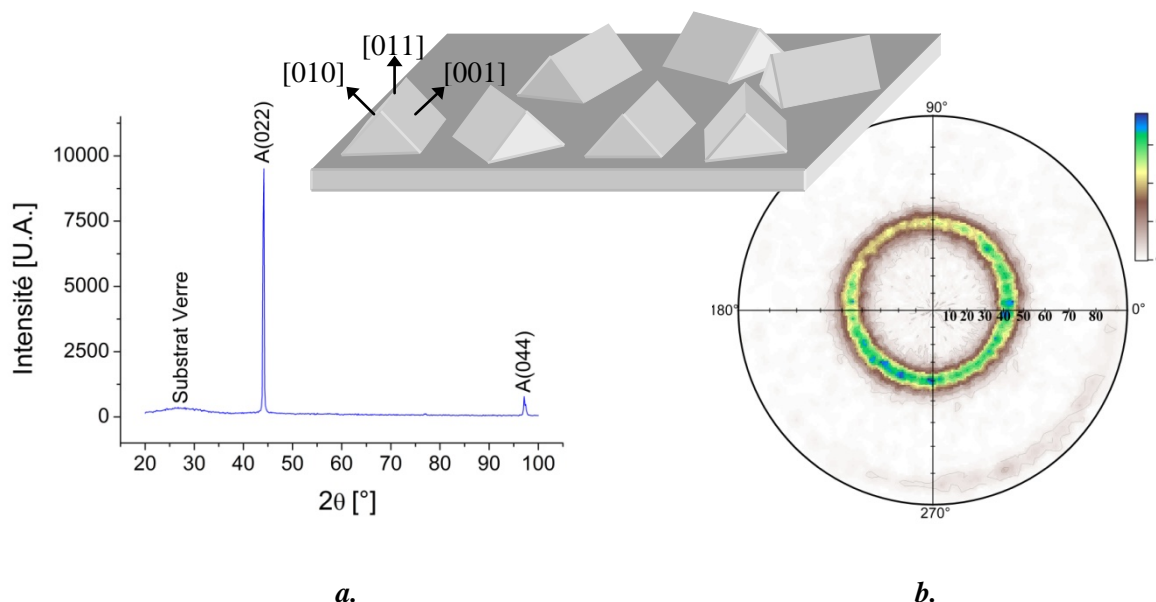 [011]
[010]
[001]
A(022)
10000
7500
5000
2500
0
Intensité [U.A.]
Substrat Verre
A(044)
20 30 40 50 60 70 80 90 100
2θ [°]
90°
180°
10 20 30 40 50 60 70 80
0°
270°
a.
b.